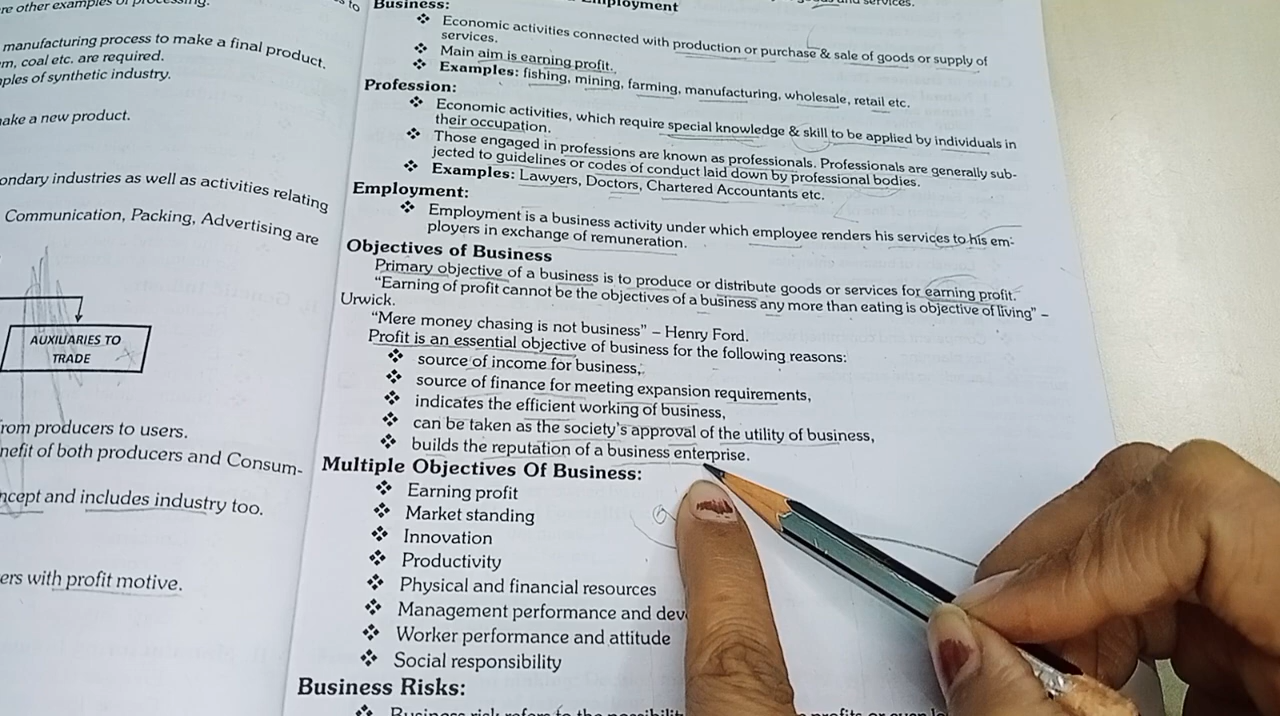 re other examples of processing.
manufacturing process to make a final product.
m, coal etc. are required.
ples of synthetic industry.
ake a new product.
ondary industries as well as activities relating to
Communication, Packing, Advertising are
AUXILIARIES TO
TRADE
rom producers to users.
nefit of both producers and Consum-
ncept and includes industry too.
ers with profit motive.
Employment
Business:
❖ Economic activities connected with production or purchase & sale of goods or supply of
services.
❖ Main aim is earning profit.
❖ Examples: fishing, mining, farming, manufacturing, wholesale, retail etc.
Profession:
❖ Economic activities, which require special knowledge & skill to be applied by individuals in
their occupation.
❖ Those engaged in professions are known as professionals. Professionals are generally sub-
jected to guidelines or codes of conduct laid down by professional bodies.
❖ Examples: Lawyers, Doctors, Chartered Accountants etc.
Employment:
❖ Employment is a business activity under which employee renders his services to his em-
ployers in exchange of remuneration.
Objectives of Business
Primary objective of a business is to produce or distribute goods or services for earning profit.
“Earning of profit cannot be the objectives of a business any more than eating is objective of living” –
Urwick.
“Mere money chasing is not business” – Henry Ford.
Profit is an essential objective of business for the following reasons:
❖ source of income for business,
❖ source of finance for meeting expansion requirements,
❖ indicates the efficient working of business,
❖ can be taken as the society's approval of the utility of business,
❖ builds the reputation of a business enterprise.
Multiple Objectives Of Business:
❖ Earning profit
❖ Market standing
❖ Innovation
❖ Productivity
❖ Physical and financial resources
❖ Management performance and dev
❖ Worker performance and attitude
❖ Social responsibility
Business Risks:
❖ Business risk refers to the possibilit